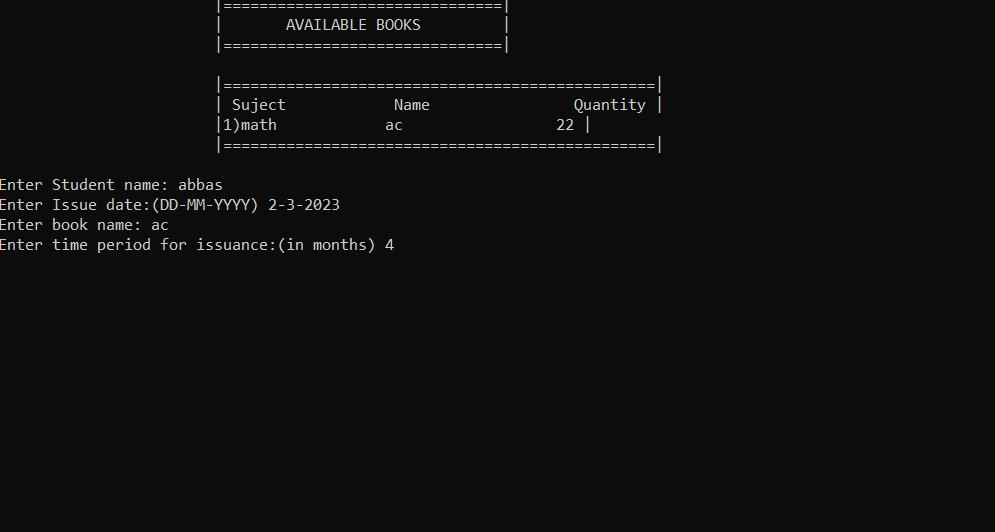 |===============================|
| AVAILABLE BOOKS |
|===============================|
|================================================|
| Suject Name Quantity |
|1)math ac 22 |
|================================================|
Enter Student name: abbas
Enter Issue date:(DD-MM-YYYY) 2-3-2023
Enter book name: ac
Enter time period for issuance:(in months) 4